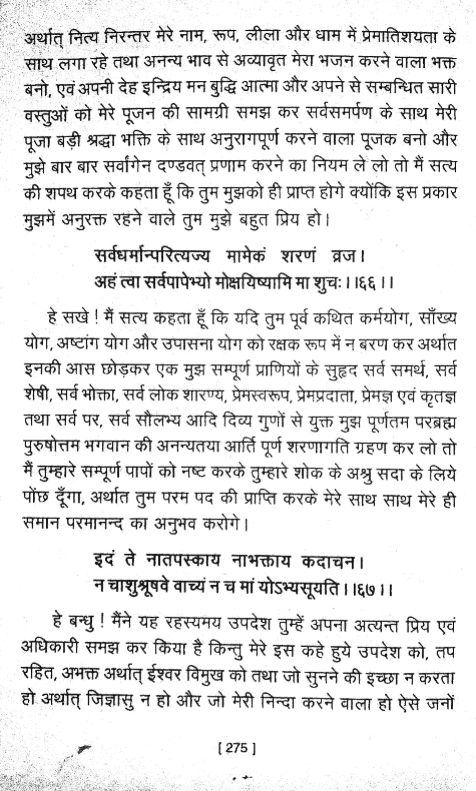 अर्थात् नित्य निरन्तर मेरे नाम, रूप, लीला और धाम में प्रेमातिशयता के
साथ लगा रहे तथा अनन्य भाव से अव्यावृत मेरा भजन करने वाला भक्त
बनो, एवं अपनी देह इन्द्रिय मन बुद्धि आत्मा और अपने से सम्बन्धित सारी
वस्तुओं को मेरे पूजन की सामग्री समझ कर सर्वसमर्पण के साथ मेरी
पूजा बड़ी श्रद्धा भक्ति के साथ अनुरागपूर्ण करने वाला पूजक बनो और
मुझे बार बार सर्वांगेन दण्डवत् प्रणाम करने का नियम ले लो तो मैं सत्य
की शपथ करके कहता हूँ कि तुम मुझको ही प्राप्त होगे क्योंकि इस प्रकार
मुझमें अनुरक्त रहने वाले तुम मुझे बहुत प्रिय हो।
सर्वधर्मान्परित्यज्य मामेकं शरणं व्रज।
अहं त्वा सर्वपापेभ्यो मोक्षयिष्यामि मा शुचः।।६६।।
हे सखे ! मैं सत्य कहता हूँ कि यदि तुम पूर्व कथित कर्मयोग, साँख्य
योग, अष्टांग योग और उपासना योग को रक्षक रूप में न बरण कर अर्थात
इनकी आस छोड़कर एक मुझ सम्पूर्ण प्राणियों के सुहृद सर्व समर्थ, सर्व
शेषी, सर्व भोक्ता, सर्व लोक शारण्य, प्रेमस्वरूप, प्रेमप्रदाता, प्रेमज्ञ एवं कृतज्ञ
तथा सर्व पर, सर्व सौलभ्य आदि दिव्य गुणों से युक्त मुझ पूर्णतम परब्रह्म
पुरुषोत्तम भगवान की अनन्यतया आर्ति पूर्ण शरणागति ग्रहण कर लो तो
मैं तुम्हारे सम्पूर्ण पापों को नष्ट करके तुम्हारे शोक के अश्रु सदा के लिये
पोंछ दूँगा, अर्थात तुम परम पद की प्राप्ति करके मेरे साथ साथ मेरे ही
समान परमानन्द का अनुभव करोगे।
इदं ते नातपस्काय नाभक्ताय कदाचन।
न चाशुश्रूषवे वाच्यं न च मां योऽभ्यसूयति।।६७।।
हे बन्धु ! मैंने यह रहस्यमय उपदेश तुम्हें अपना अत्यन्त प्रिय एवं
अधिकारी समझ कर किया है किन्तु मेरे इस कहे हुये उपदेश को, तप
रहित, अभक्त अर्थात् ईश्वर विमुख को तथा जो सुनने की इच्छा न करता
हो अर्थात् जिज्ञासु न हो और जो मेरी निन्दा करने वाला हो ऐसे जनों
[ 275 ]